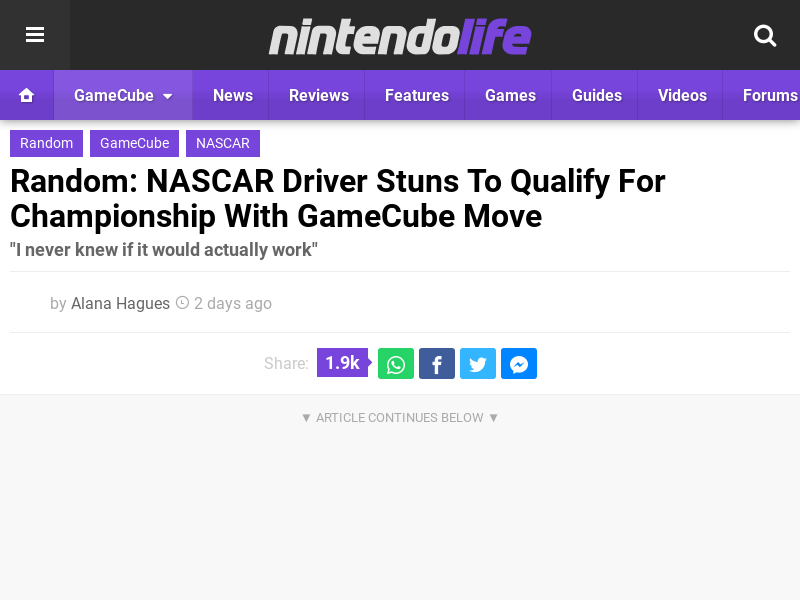 nintendolife
GameCube News Reviews Features Games Guides Videos Forums
Random GameCube NASCAR
Random: NASCAR Driver Stuns To Qualify For
Championship With GameCube Move
"I never knew if it would actually work"
by Alana Hagues 2 days ago
Share: 1.9k
▼ ARTICLE CONTINUES BELOW ▼